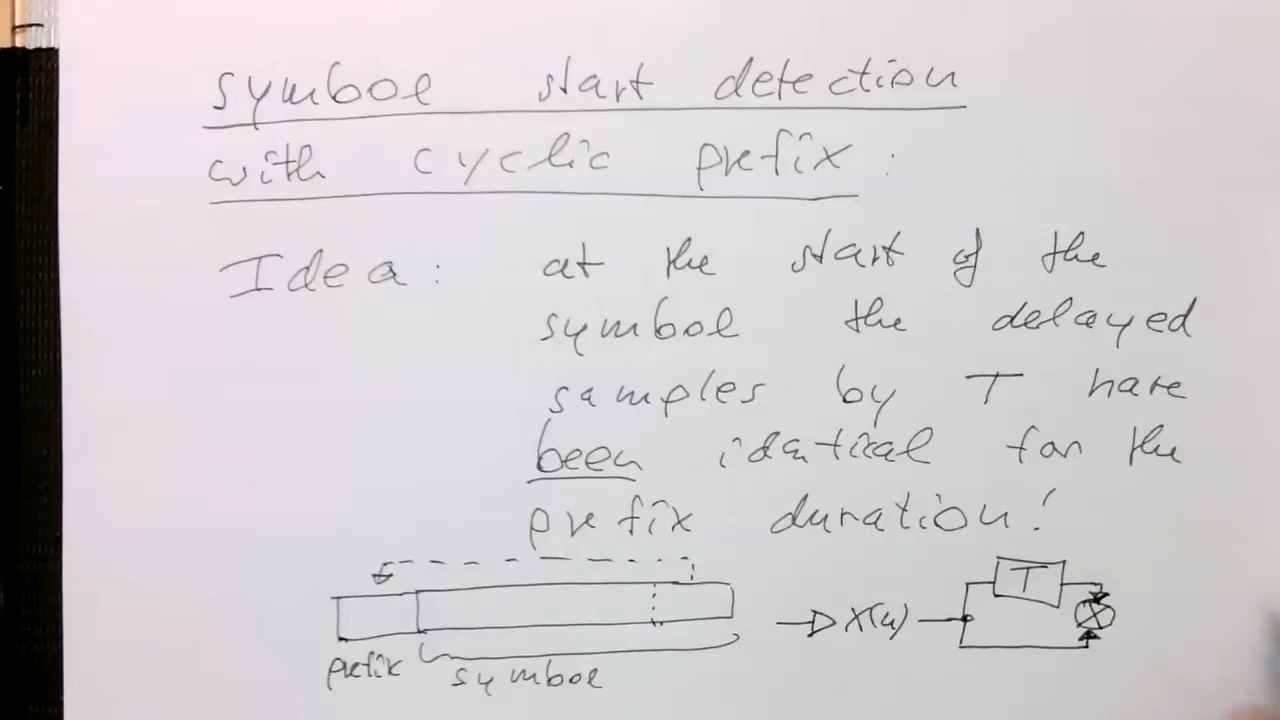 symbol start detection
with cyclic prefix :
Idea : at the start of the
symbol the delayed
samples by T have
been identical for the
prefix duration!
T
X(n)
prefix symbol